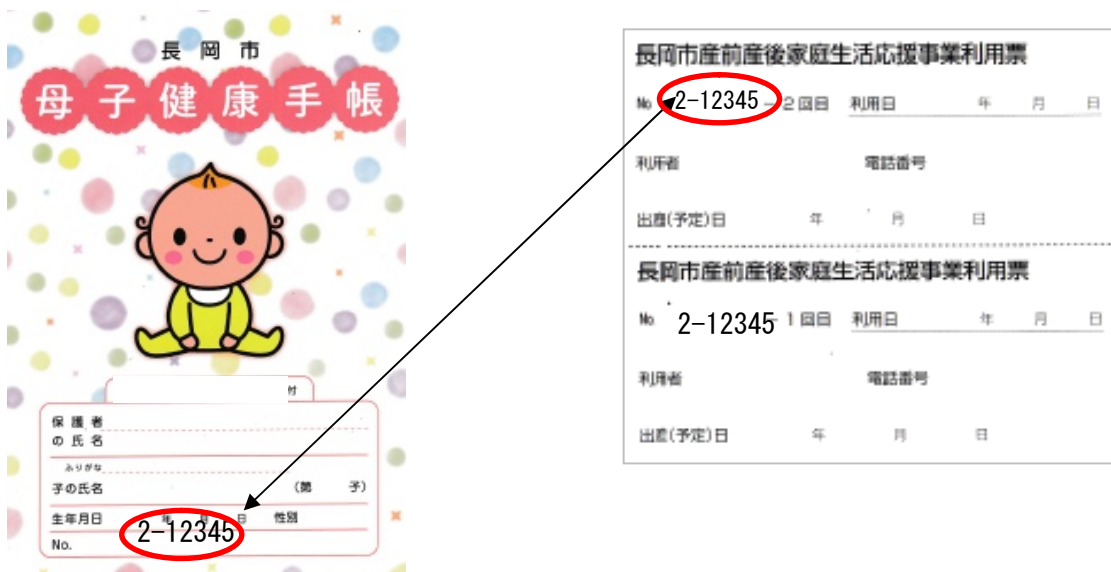 長岡市
母子健康手帳
付
保護者
の氏名
ふりがな
子の氏名 (第 子)
生年月日 年 月 日 性別
No. 2-12345
長岡市産前産後家庭生活応援事業利用票
No 2-12345 - 2回目 利用日 年 月 日
利用者 電話番号
出産(予定)日 年 月 日
長岡市産前産後家庭生活応援事業利用票
No 2-12345 - 1回目 利用日 年 月 日
利用者 電話番号
出産(予定)日 年 月 日